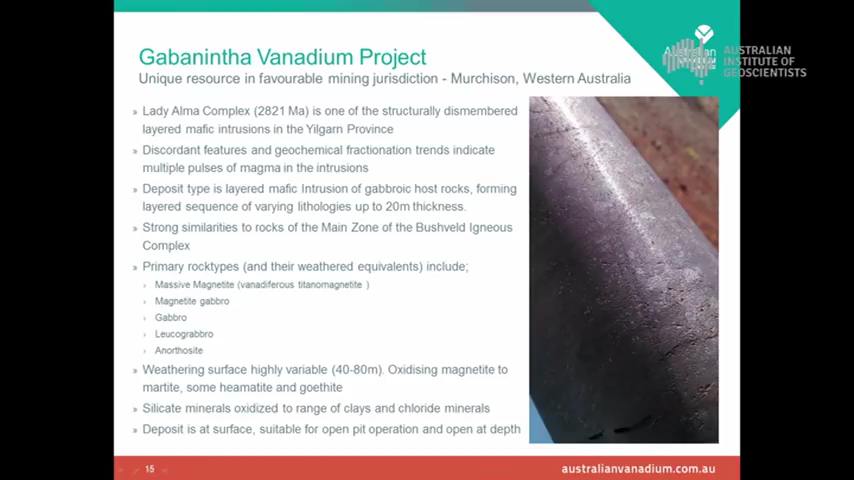 Gabanintha Vanadium Project
Unique resource in favourable mining jurisdiction - Murchison, Western Australia
AUSTRALIAN
INSTITUTE OF
GEOSCIENTISTS
» Lady Alma Complex (2821 Ma) is one of the structurally dismembered
layered mafic intrusions in the Yilgarn Province
» Discordant features and geochemical fractionation trends indicate
multiple pulses of magma in the intrusions
» Deposit type is layered mafic Intrusion of gabbroic host rocks, forming
layered sequence of varying lithologies up to 20m thickness.
» Strong similarities to rocks of the Main Zone of the Bushveld Igneous
Complex
» Primary rocktypes (and their weathered equivalents) include;
› Massive Magnetite (vanadiferous titanomagnetite )
› Magnetite gabbro
› Gabbro
› Leucograbbro
› Anorthosite
» Weathering surface highly variable (40-80m). Oxidising magnetite to
martite, some heamatite and goethite
» Silicate minerals oxidized to range of clays and chloride minerals
» Deposit is at surface, suitable for open pit operation and open at depth
15
australianvanadium.com.au